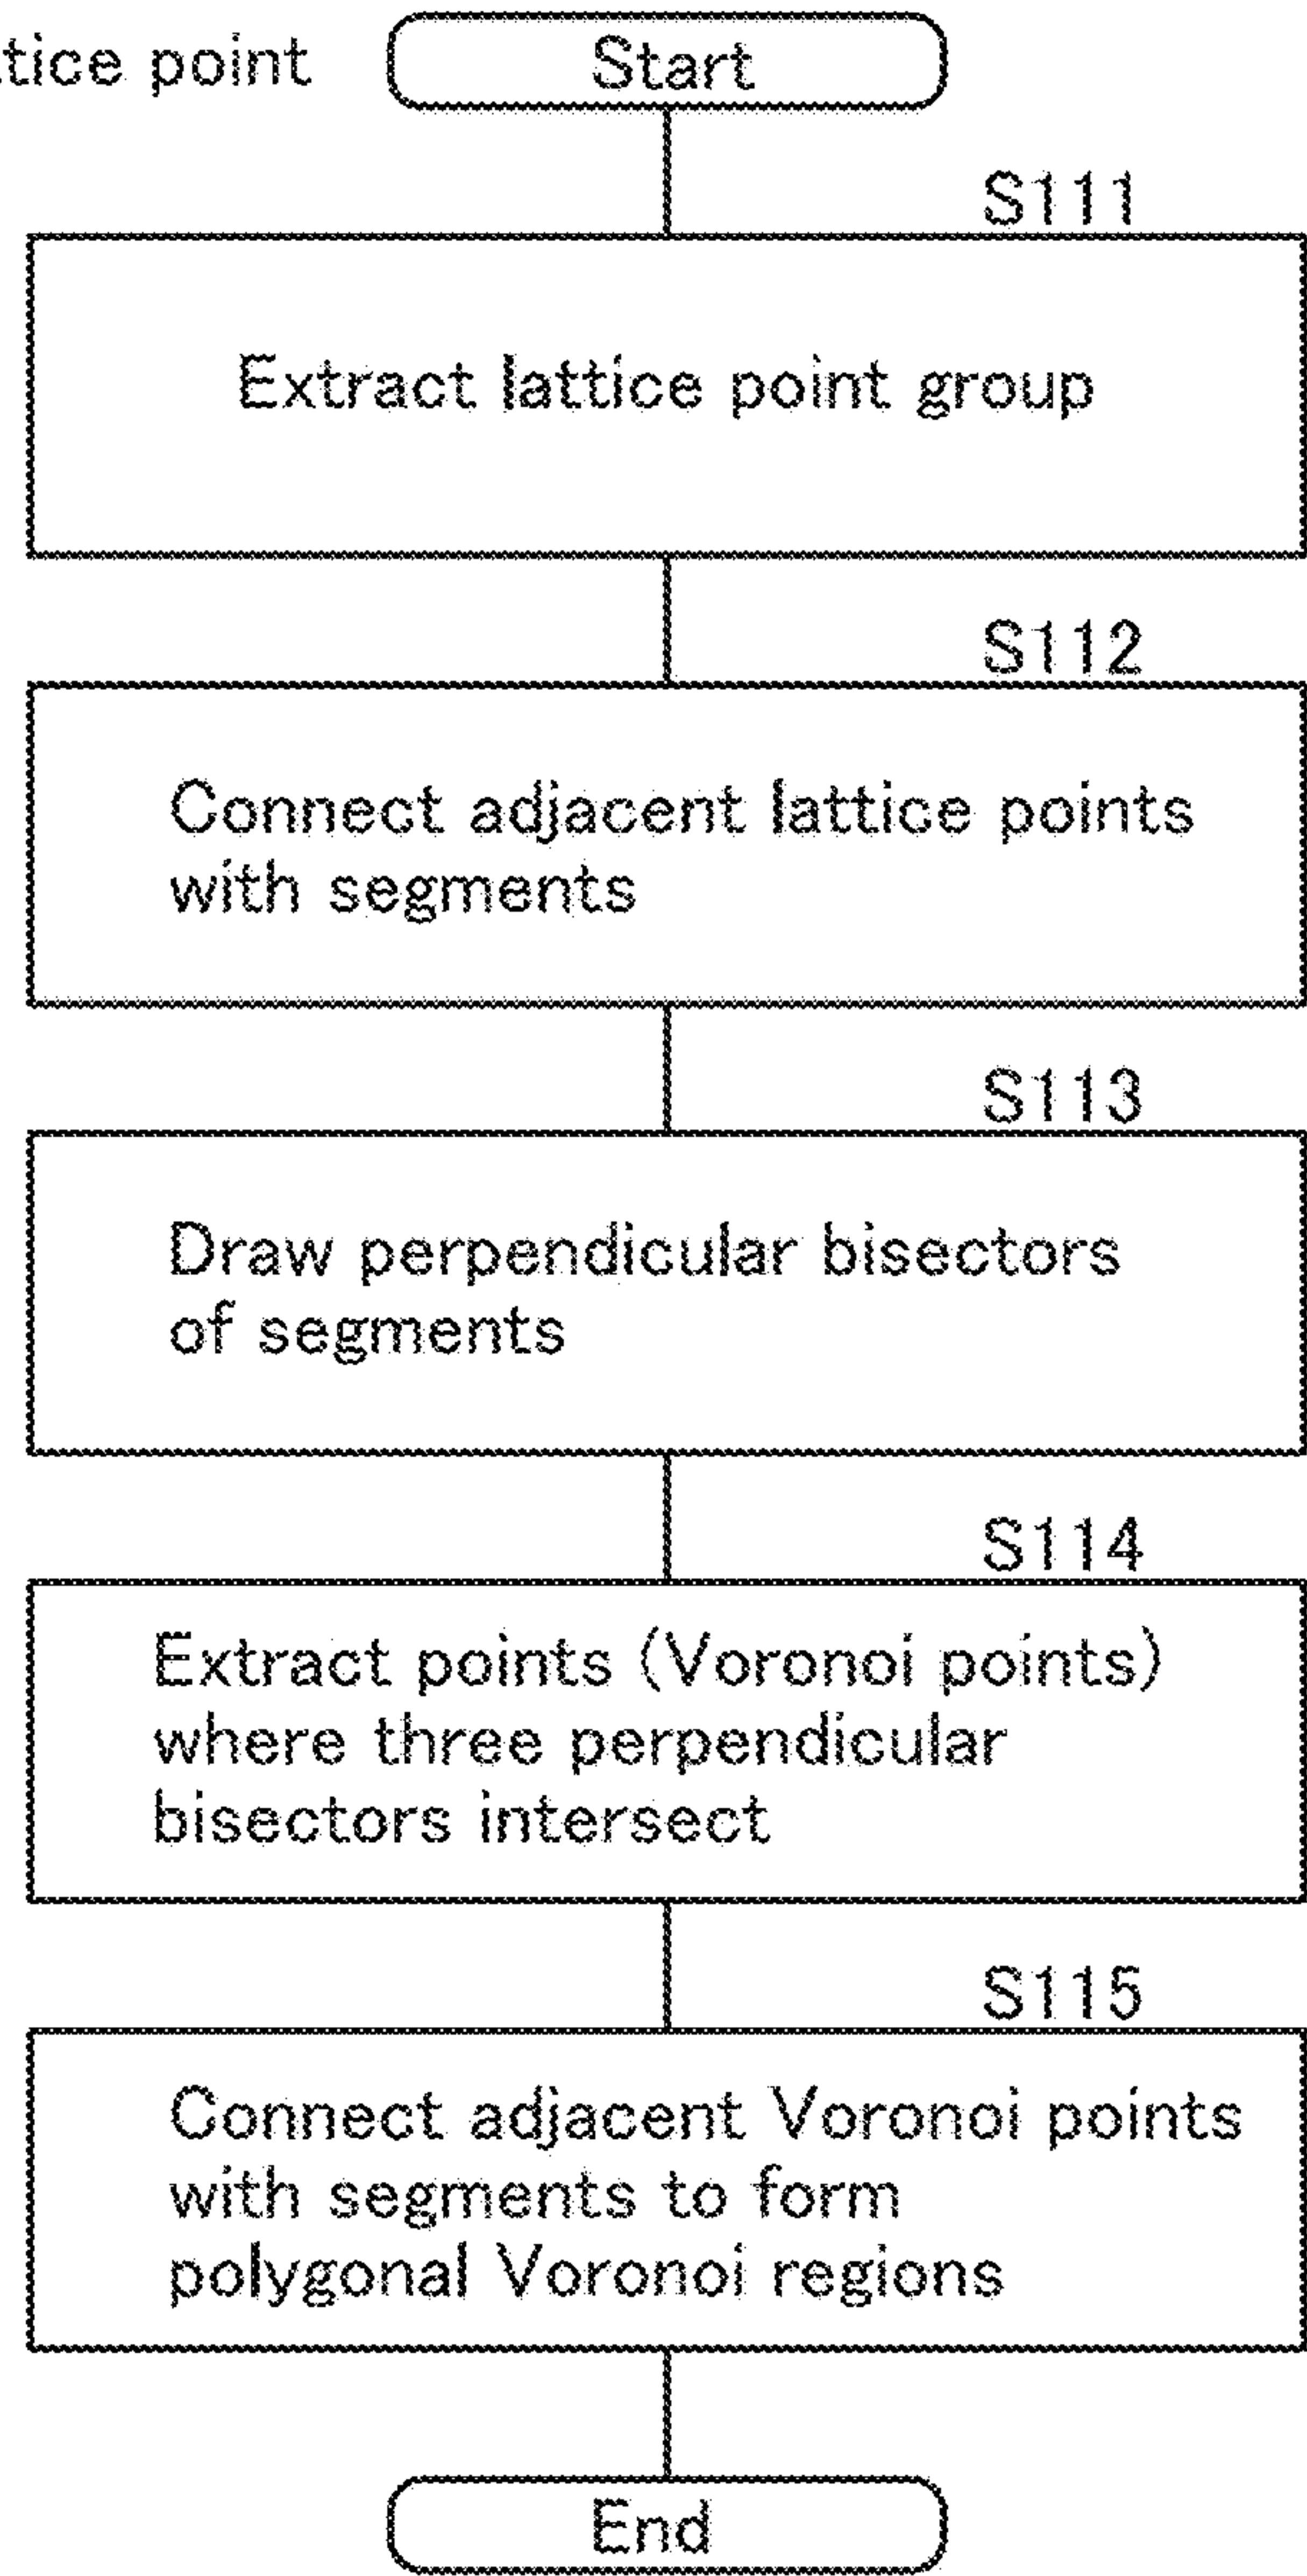 point
Start
S111
Extract lattice point group
S112
Connect adjacent lattice points
with segments
S113
Draw perpendicular bisectors
of segments
S114
Extract points (Voronoi points)
where three perpendicular
bisectors intersect
S115
Connect adjacent Voronoi points
with segments to form
polygonal Voronoi regions
End